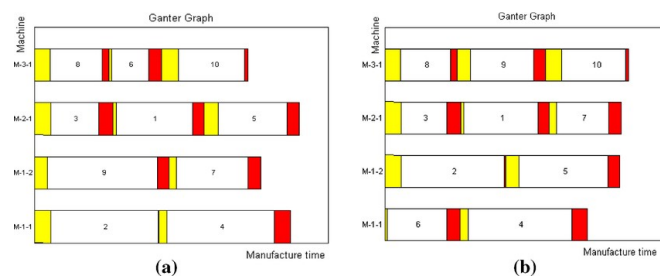 Ganter Graph
Machine
M-3-1 8 6 10
M-2-1 3 1 5
M-1-2 9 7
M-1-1 2 4
Manufacture time
(a)
Ganter Graph
Machine
M-3-1 8 9 10
M-2-1 3 1 7
M-1-2 2 5
M-1-1 6 4
Manufacture time
(b)